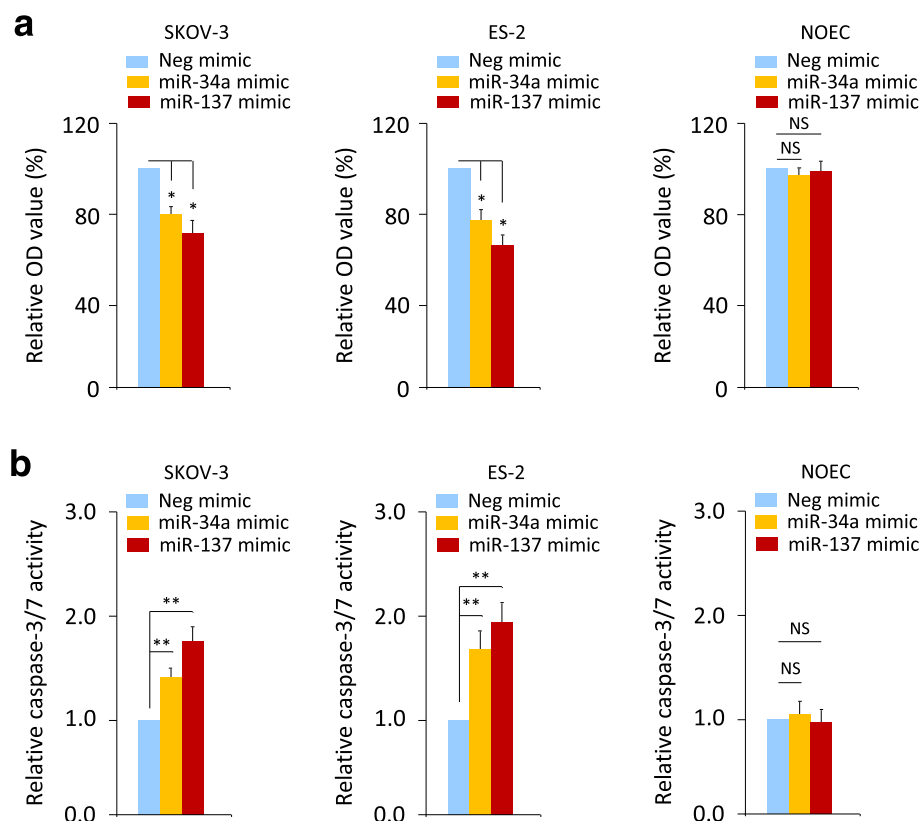 a
SKOV-3
Neg mimic
miR-34a mimic
miR-137 mimic
Relative OD value (%)
120
80
40
0
*
*
ES-2
Neg mimic
miR-34a mimic
miR-137 mimic
Relative OD value (%)
120
80
40
0
*
*
NOEC
Neg mimic
miR-34a mimic
miR-137 mimic
Relative OD value (%)
120
80
40
0
NS
NS
b
SKOV-3
Neg mimic
miR-34a mimic
miR-137 mimic
Relative caspase-3/7 activity
3.0
2.0
1.0
0.0
**
**
ES-2
Neg mimic
miR-34a mimic
miR-137 mimic
Relative caspase-3/7 activity
3.0
2.0
1.0
0.0
**
**
NOEC
Neg mimic
miR-34a mimic
miR-137 mimic
Relative caspase-3/7 activity
3.0
2.0
1.0
0.0
NS
NS